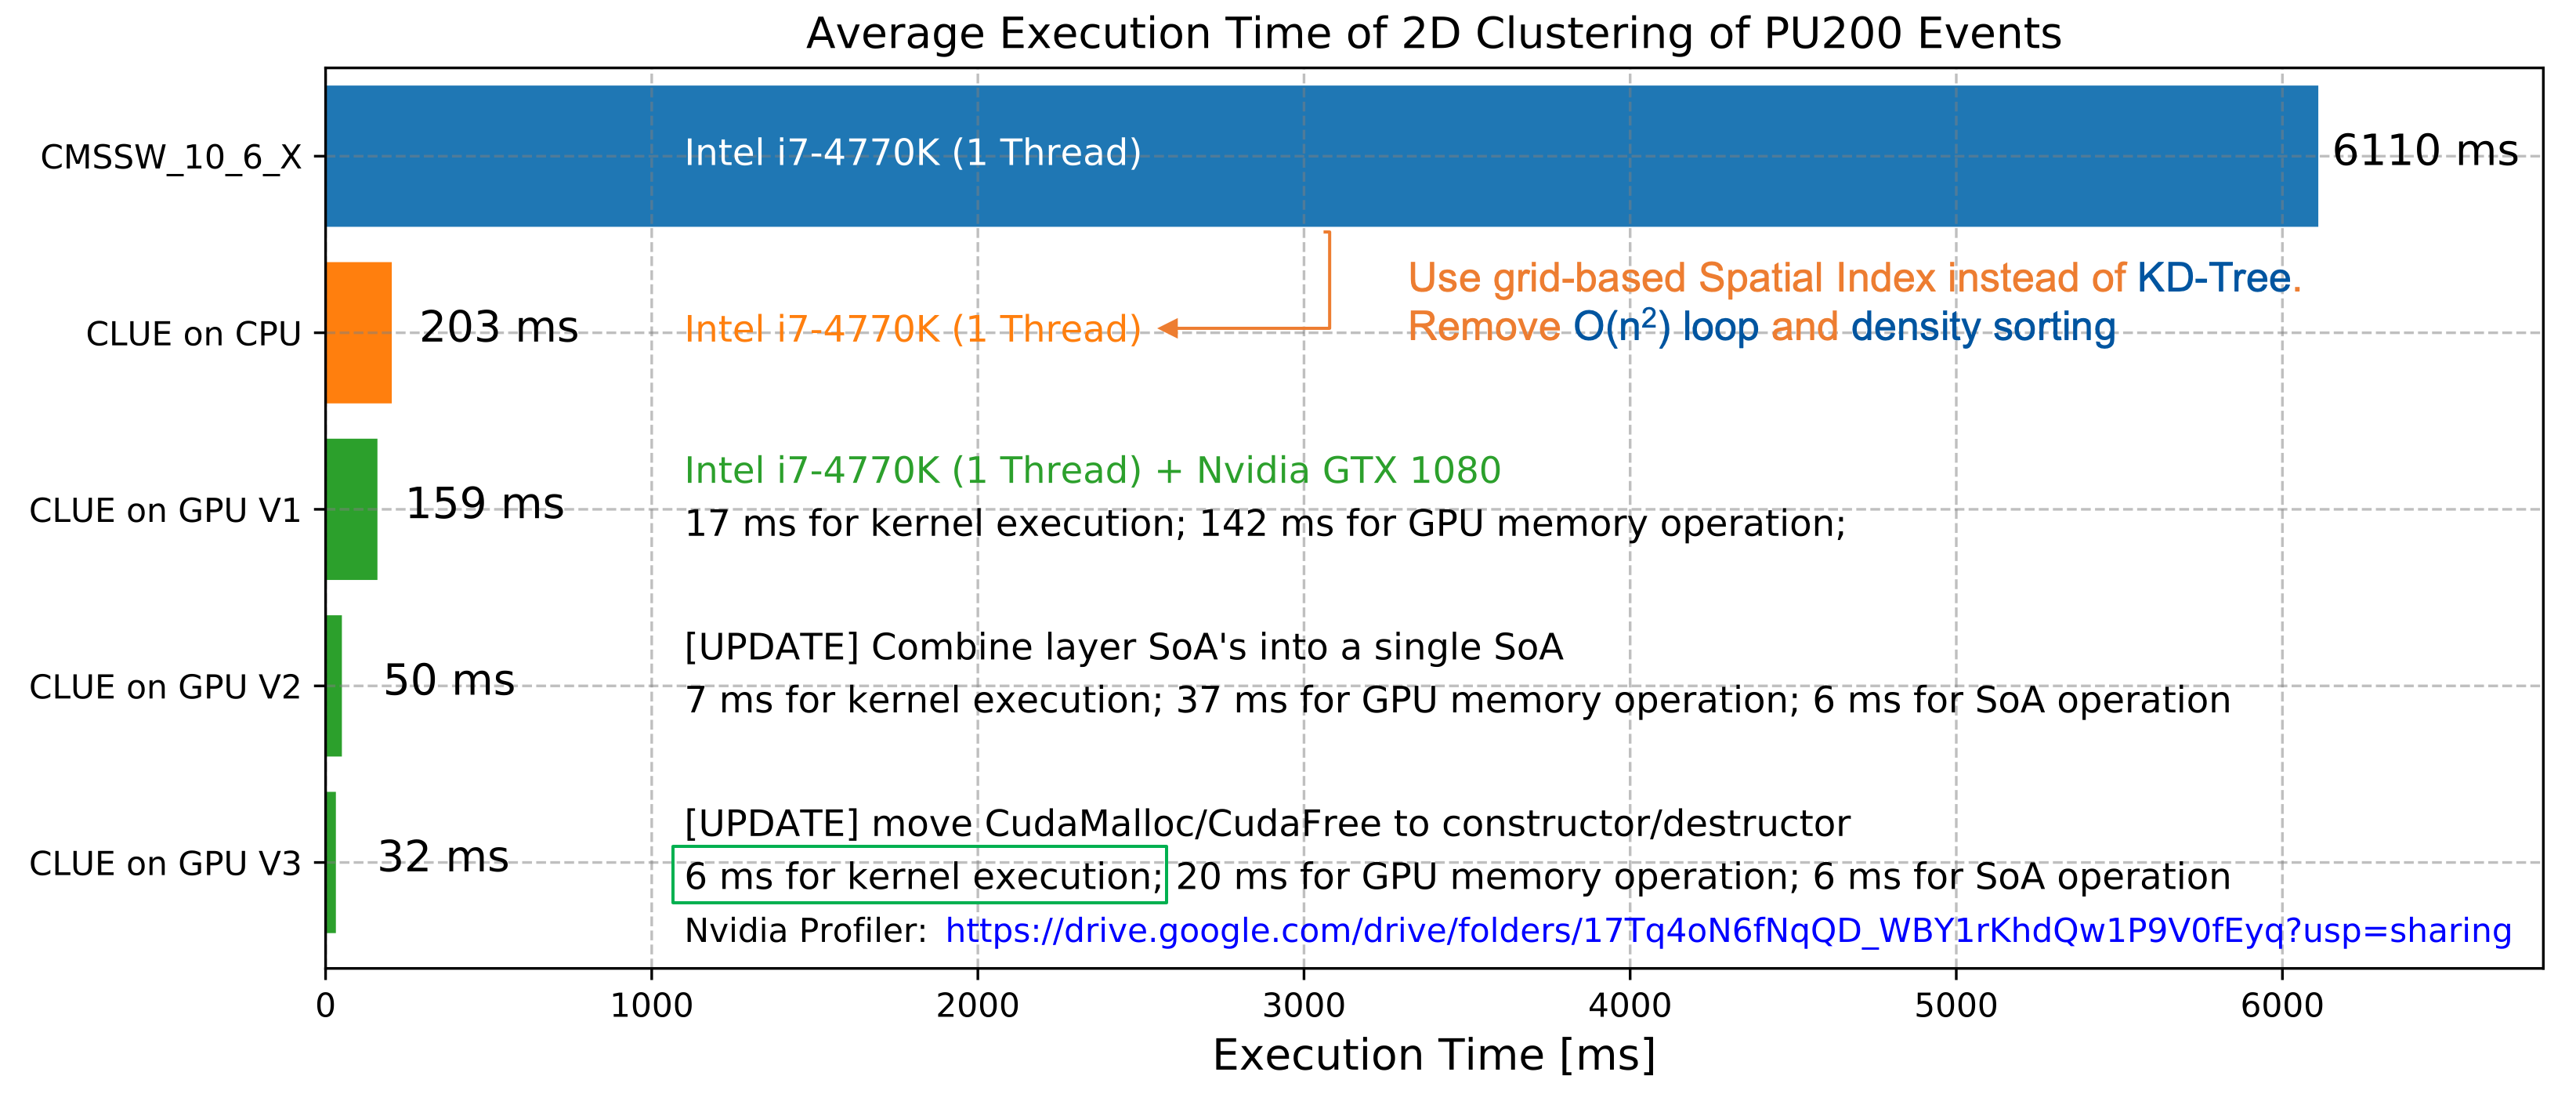 Average Execution Time of 2D Clustering of PU200 Events
CMSSW_10_6_X
Intel i7-4770K (1 Thread)
6110 ms
Use grid-based Spatial Index instead of KD-Tree.
Remove O(n²) loop and density sorting
CLUE on CPU
203 ms
Intel i7-4770K (1 Thread)
Intel i7-4770K (1 Thread) + Nvidia GTX 1080
CLUE on GPU V1
159 ms
17 ms for kernel execution; 142 ms for GPU memory operation;
[UPDATE] Combine layer SoA's into a single SoA
CLUE on GPU V2
50 ms
7 ms for kernel execution; 37 ms for GPU memory operation; 6 ms for SoA operation
[UPDATE] move CudaMalloc/CudaFree to constructor/destructor
CLUE on GPU V3
32 ms
6 ms for kernel execution; 20 ms for GPU memory operation; 6 ms for SoA operation
Nvidia Profiler: https://drive.google.com/drive/folders/17Tq4oN6fNqQD_WBY1rKhdQw1P9V0fEyq?usp=sharing
0 1000 2000 3000 4000 5000 6000
Execution Time [ms]